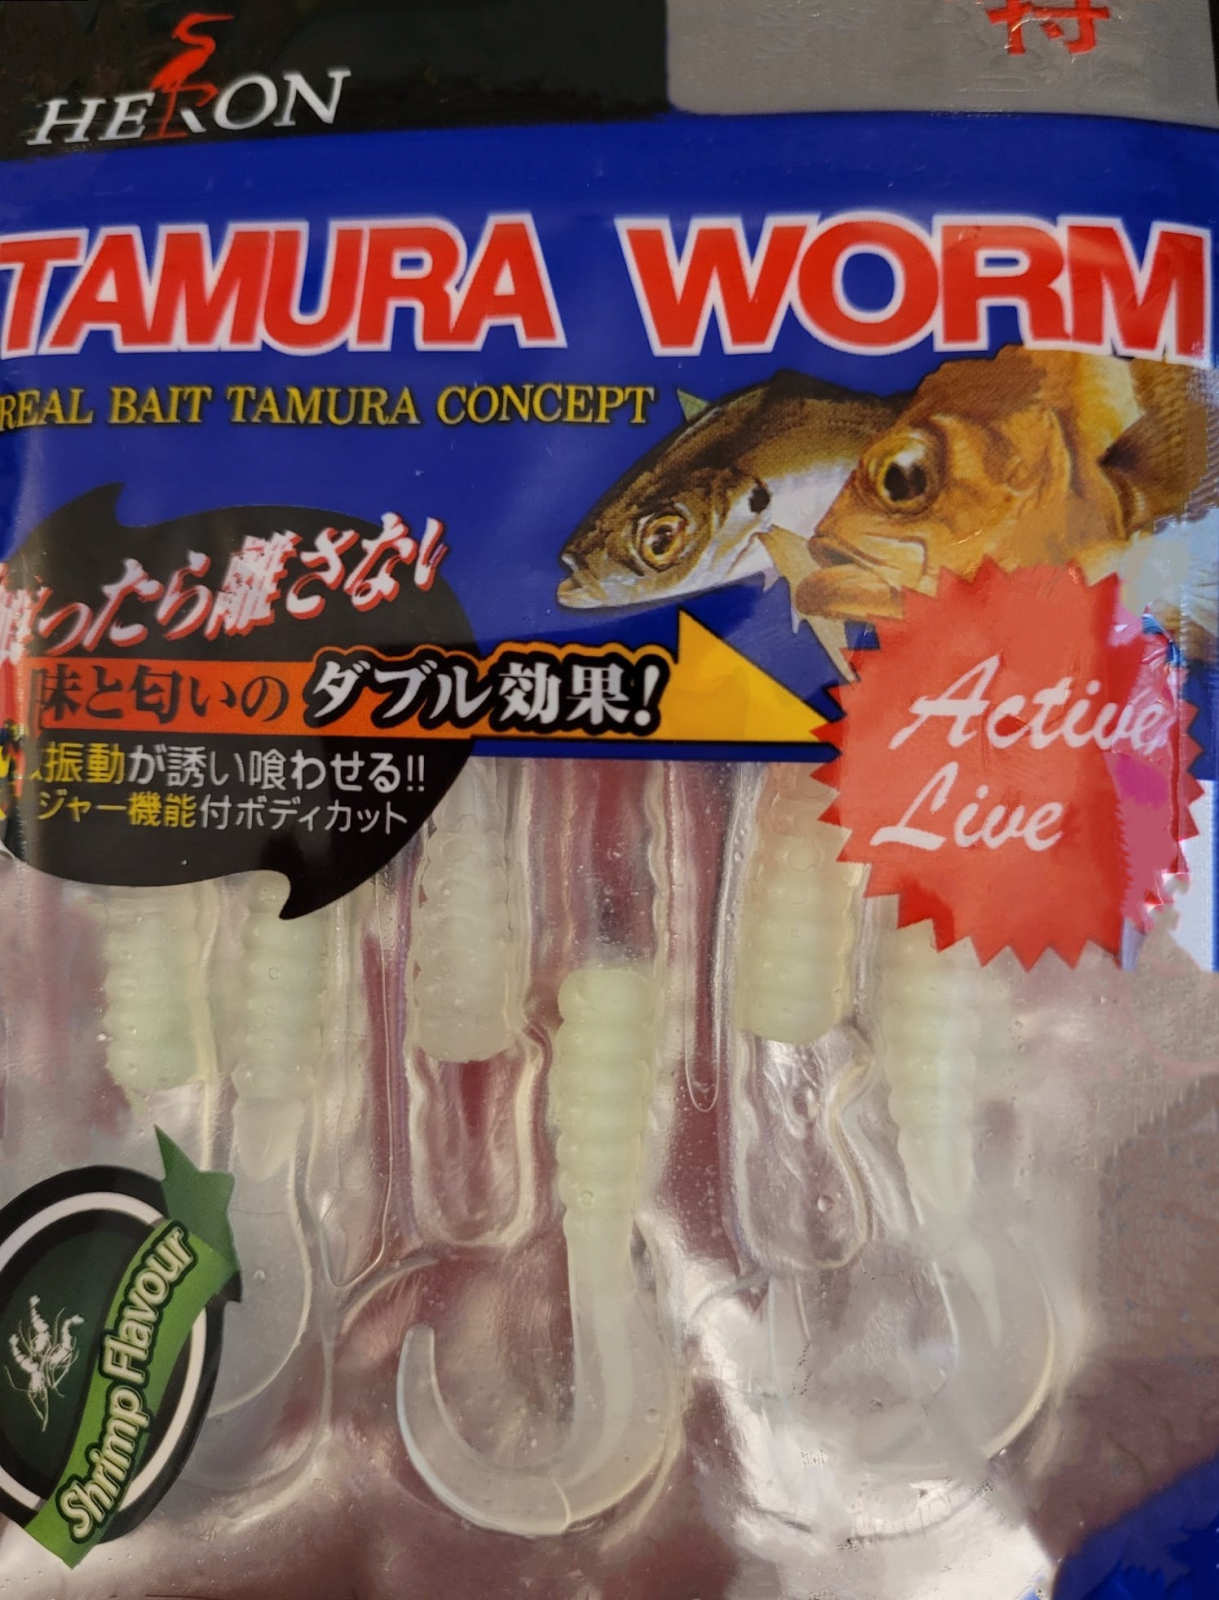 HERON
TAMURA WORM
REAL BAIT TAMURA CONCEPT
ったら離さない
味と匂いの ダブル効果!
振動が誘い喰わせる!!
ジャー機能付ボディカット
Active
Live
Shrimp Flavour